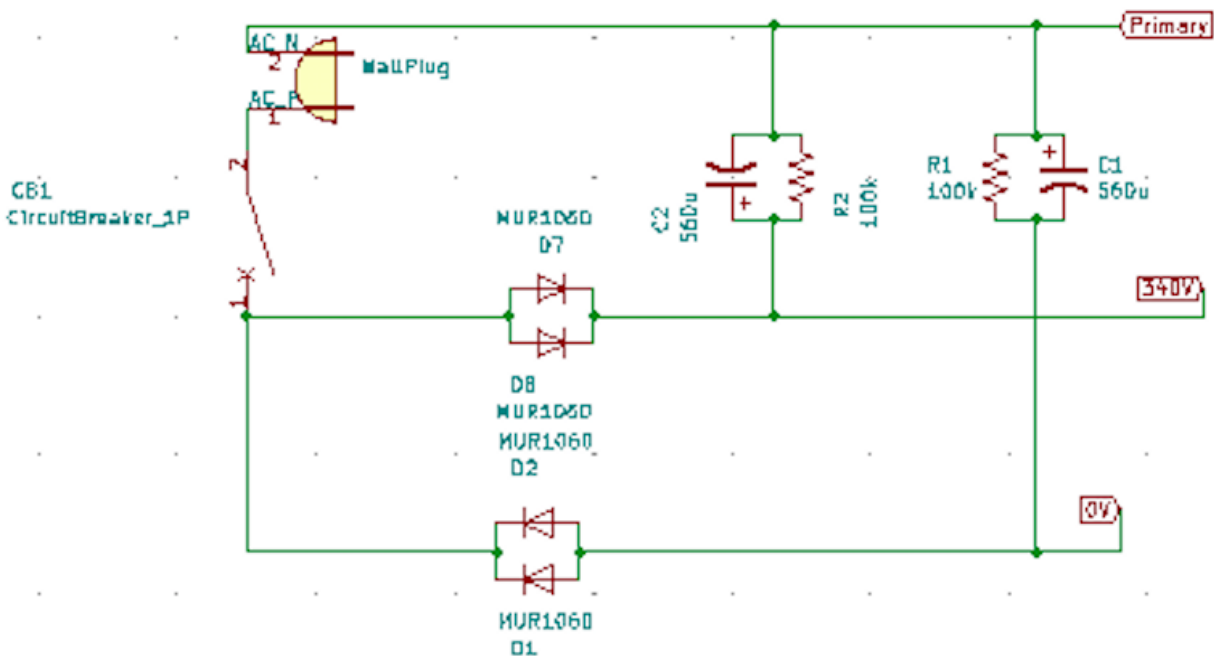 AC_N
2
WallPlug
AC_P
1
Primary
2
CB1
CircuitBreaker_1P
1
MUR1060
D7
D8
MUR1060
MUR1060
D2
MUR1060
D1
C2
560u
R2
100k
R1
100k
C1
560u
340V
0V